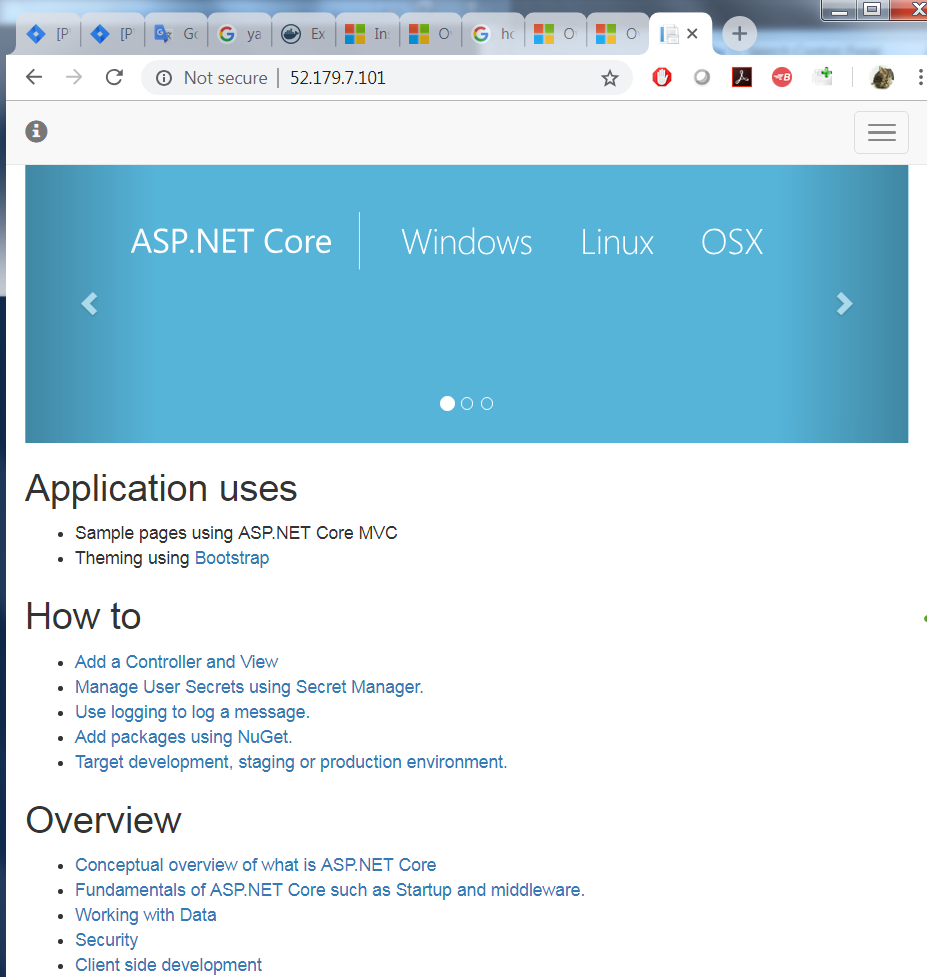 [P
[P
Go
ya
Ex
In
O
ho
O
O
Not secure | 52.179.7.101
ASP.NET Core | Windows Linux OSX
Application uses
Sample pages using ASP.NET Core MVC
Theming using Bootstrap
How to
Add a Controller and View
Manage User Secrets using Secret Manager.
Use logging to log a message.
Add packages using NuGet.
Target development, staging or production environment.
Overview
Conceptual overview of what is ASP.NET Core
Fundamentals of ASP.NET Core such as Startup and middleware.
Working with Data
Security
Client side development